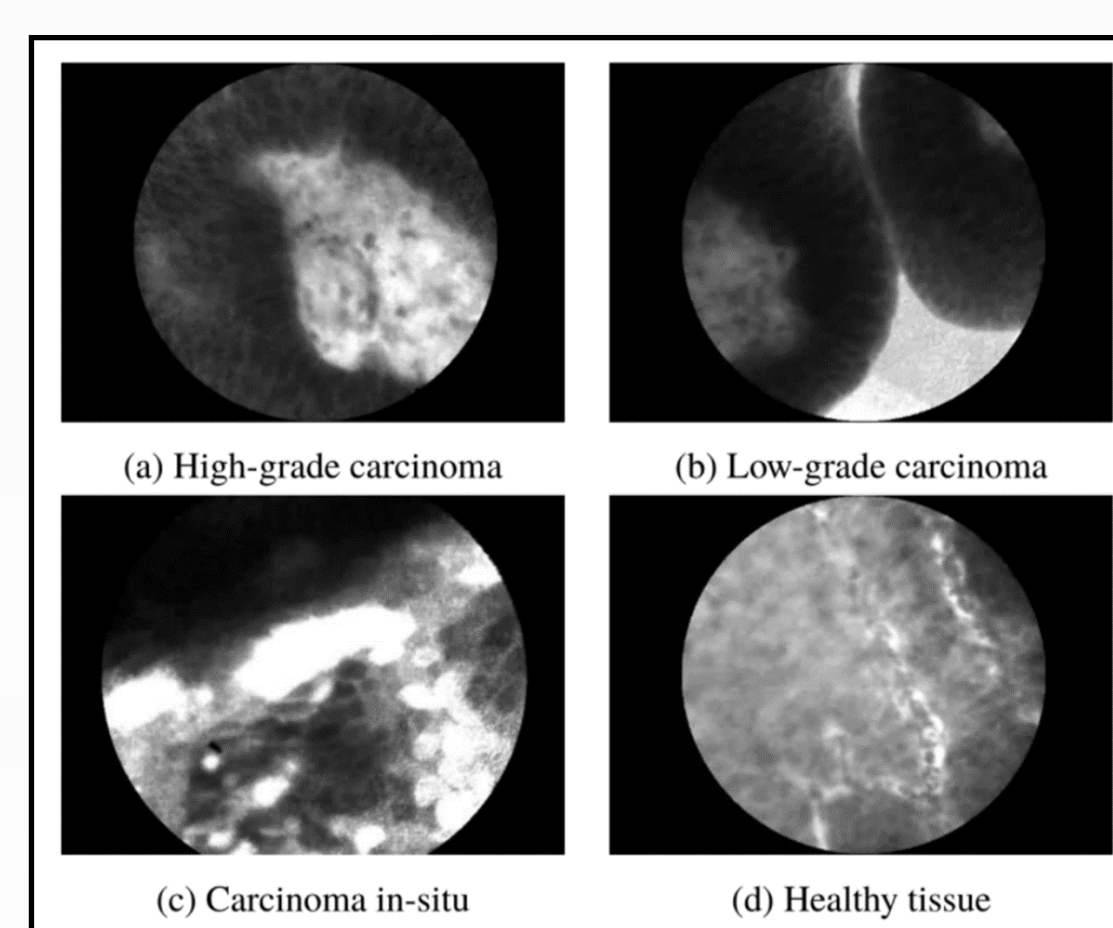 (a) High-grade carcinoma
(b) Low-grade carcinoma
(c) Carcinoma in-situ
(d) Healthy tissue